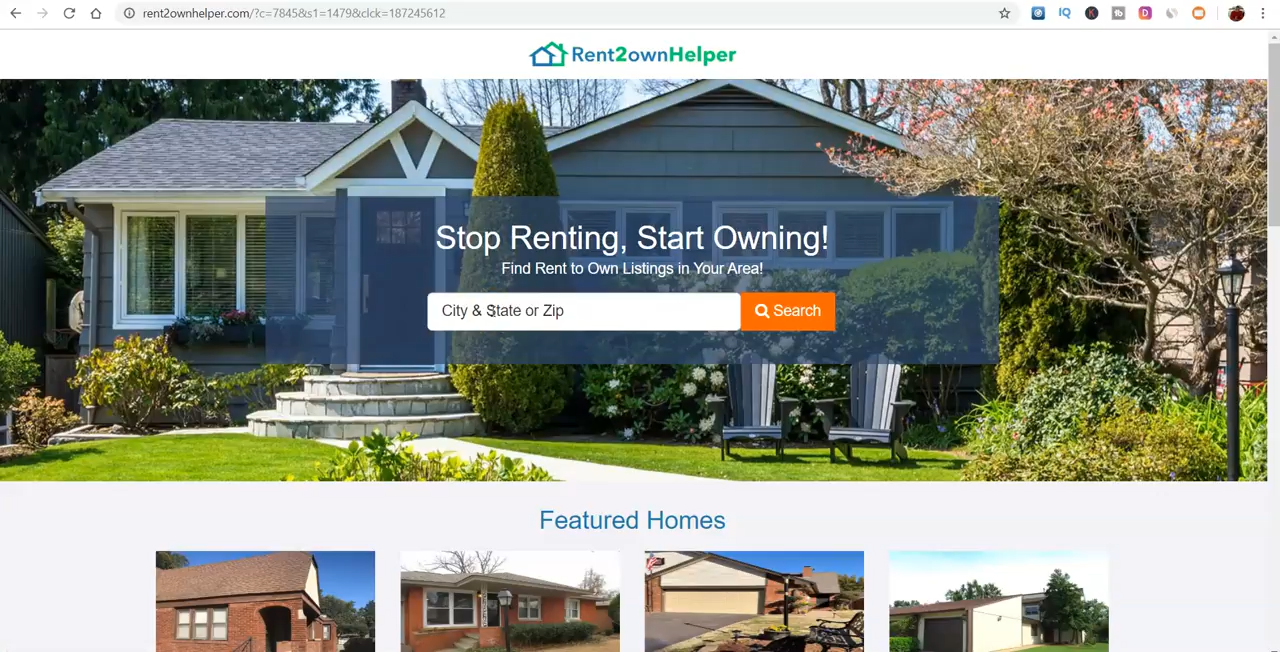 rent2ownhelper.com/?c=7845&s1=1479&clck=187245612
Rent2ownHelper
Stop Renting, Start Owning!
Find Rent to Own Listings in Your Area!
City & State or Zip
Search
Featured Homes